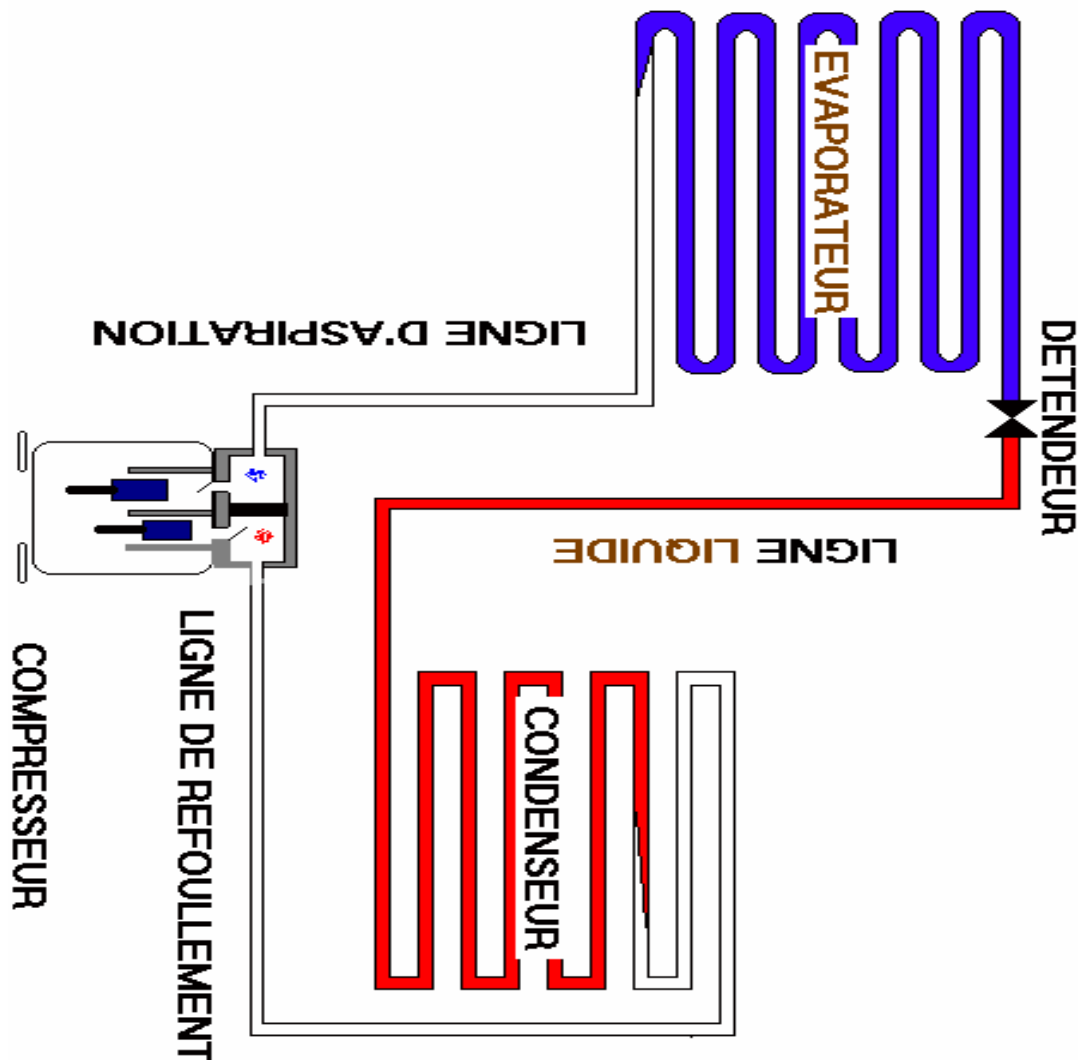 EVAPORATEUR
DETENDEUR
LIGNE D'ASPIRATION
LIGNE LIQUIDE
COMPRESSEUR
LIGNE DE REFOULLEMENT
CONDENSEUR